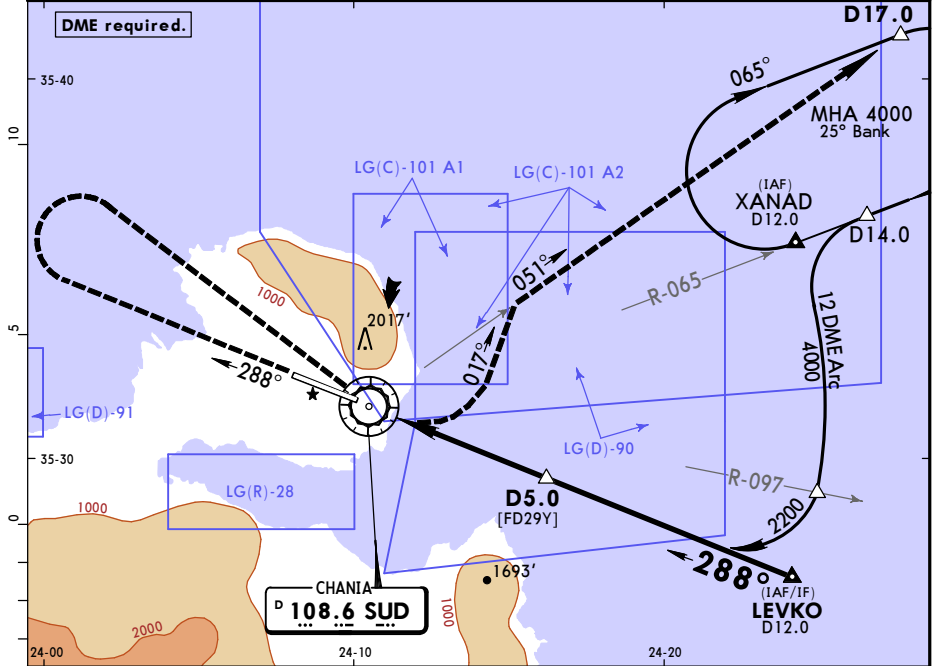 DME required.
D17.0
35-40
065°
MHA 4000
25° Bank
10
LG(C)-101 A1
LG(C)-101 A2
(IAF)
XANAD
D12.0
D14.0
051°
R-065
1000
2017'
12 DME Arc
4000
5
017°
288°
LG(D)-91
LG(D)-90
35-30
R-097
LG(R)-28
D5.0
[FD29Y]
1000
2200
0
288°
1693'
(IAF/IF)
LEVKO
D12.0
CHANIA
D 108.6 SUD
1000
2000
24-00
24-10
24-20